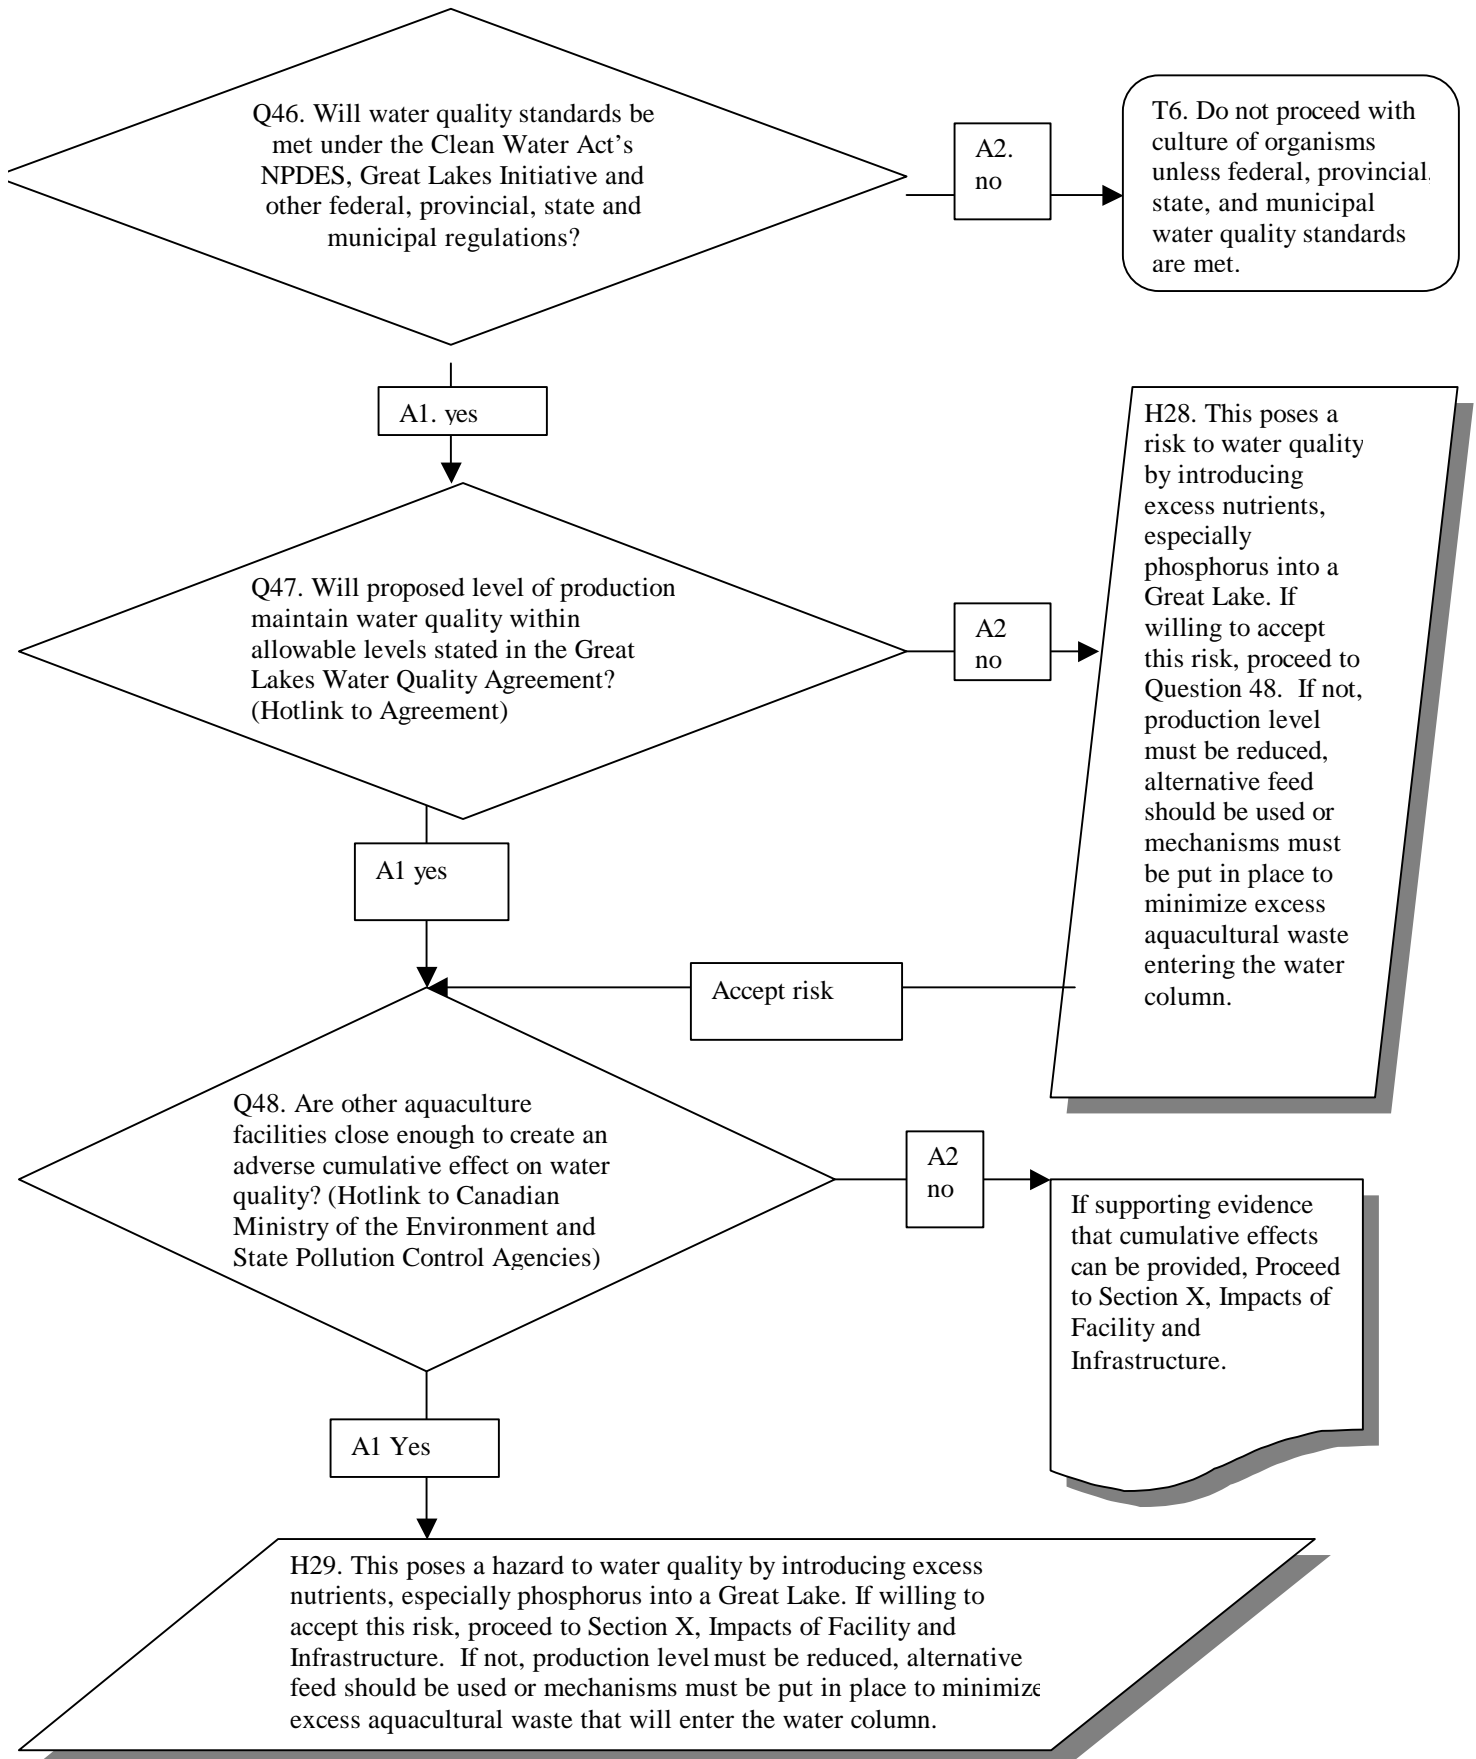 Q46. Will water quality standards be
met under the Clean Water Act's
NPDES, Great Lakes Initiative and
other federal, provincial, state and
municipal regulations?
A2.
no
T6. Do not proceed with
culture of organisms
unless federal, provincial,
state, and municipal
water quality standards
are met.
A1. yes
Q47. Will proposed level of production
maintain water quality within
allowable levels stated in the Great
Lakes Water Quality Agreement?
(Hotlink to Agreement)
A2
no
H28. This poses a
risk to water quality
by introducing
excess nutrients,
especially
phosphorus into a
Great Lake. If
willing to accept
this risk, proceed to
Question 48.  If not,
production level
must be reduced,
alternative feed
should be used or
mechanisms must
be put in place to
minimize excess
aquacultural waste
entering the water
column.
A1 yes
Accept risk
Q48. Are other aquaculture
facilities close enough to create an
adverse cumulative effect on water
quality? (Hotlink to Canadian
Ministry of the Environment and
State Pollution Control Agencies)
A2
no
If supporting evidence
that cumulative effects
can be provided, Proceed
to Section X, Impacts of
Facility and
Infrastructure.
A1 Yes
H29. This poses a hazard to water quality by introducing excess
nutrients, especially phosphorus into a Great Lake. If willing to
accept this risk, proceed to Section X, Impacts of Facility and
Infrastructure.  If not, production level must be reduced, alternative
feed should be used or mechanisms must be put in place to minimize
excess aquacultural waste that will enter the water column.